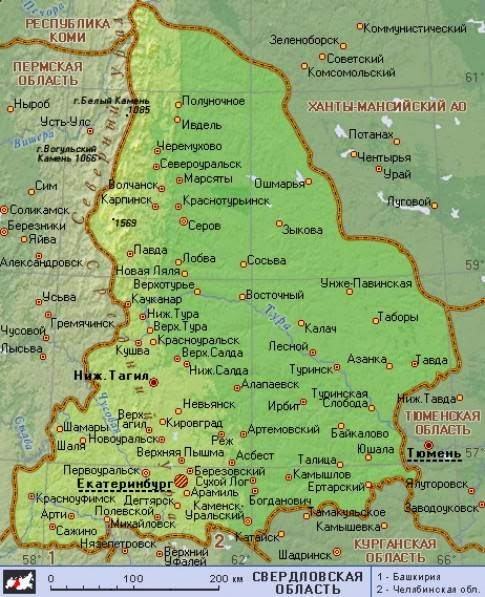 РЕСПУБЛИКА
КОМИ
Коммунистический
Зеленоборск
Советский
Комсомольский
ПЕРМСКАЯ
ОБЛАСТЬ
61°
г.Белый Камень
1085
Полуночное
ХАНТЫ-МАНСИЙСКИЙ АО
Ныроб
Усть-Улс
Ивдель
Вишера
Потанах
г.Вогульский
Камень 1066
Черемухово
Североуральск
Чентырья
Урай
Сим
Волчанск
Марсяты
Ошмарья
Карпинск
Краснотурьинск
Луговой
Соликамск
Березники
1569
Серов
Зыкова
Яйва
Александровск
Павда
Лобва
Сосьва
59°
Новая Ляля
Верхотурье
Унже-Павинская
Усьва
Качканар
Восточный
Гремячинск
Ниж.Тура
Тура
Таборы
Верх.Тура
Калач
Чусовой
Кушва
Красноуральск
Лысьва
Верх.Салда
Лесной
Азанка
Тавда
Ниж.Салда
Туринск
Ниж.Тагил
Алапаевск
Чусовая
Невьянск
Ирбит
Туринская
Слобода
Ниж.Тавда
Верх.
Тагил
Кировград
ТЮМЕНСКАЯ
ОБЛАСТЬ
Шамары
Новоуральск
Реж
Артемовский
Байкалово
Шаля
Верхняя Пышма
Асбест
Талица
Юшала
Тюмень
57°
Первоуральск
Березовский
Екатеринбург
Сухой Лог
Камышлов
Красноуфимск
Арамиль
Ертарский
Ялуторовск
Дегтярск
Богданович
Арти
Полевской
Каменск-
Уральский
Тамакульское
Заводоуковск
Сажино
Михайловск
Камышевка
Катайск
58°
1
Нязепетровск
Верхний
Уфалей
2
Шадринск
КУРГАНСКАЯ
ОБЛАСТЬ
66°
0 100 200 км
СВЕРДЛОВСКАЯ
ОБЛАСТЬ
1 - Башкирия
2 - Челябинская обл.